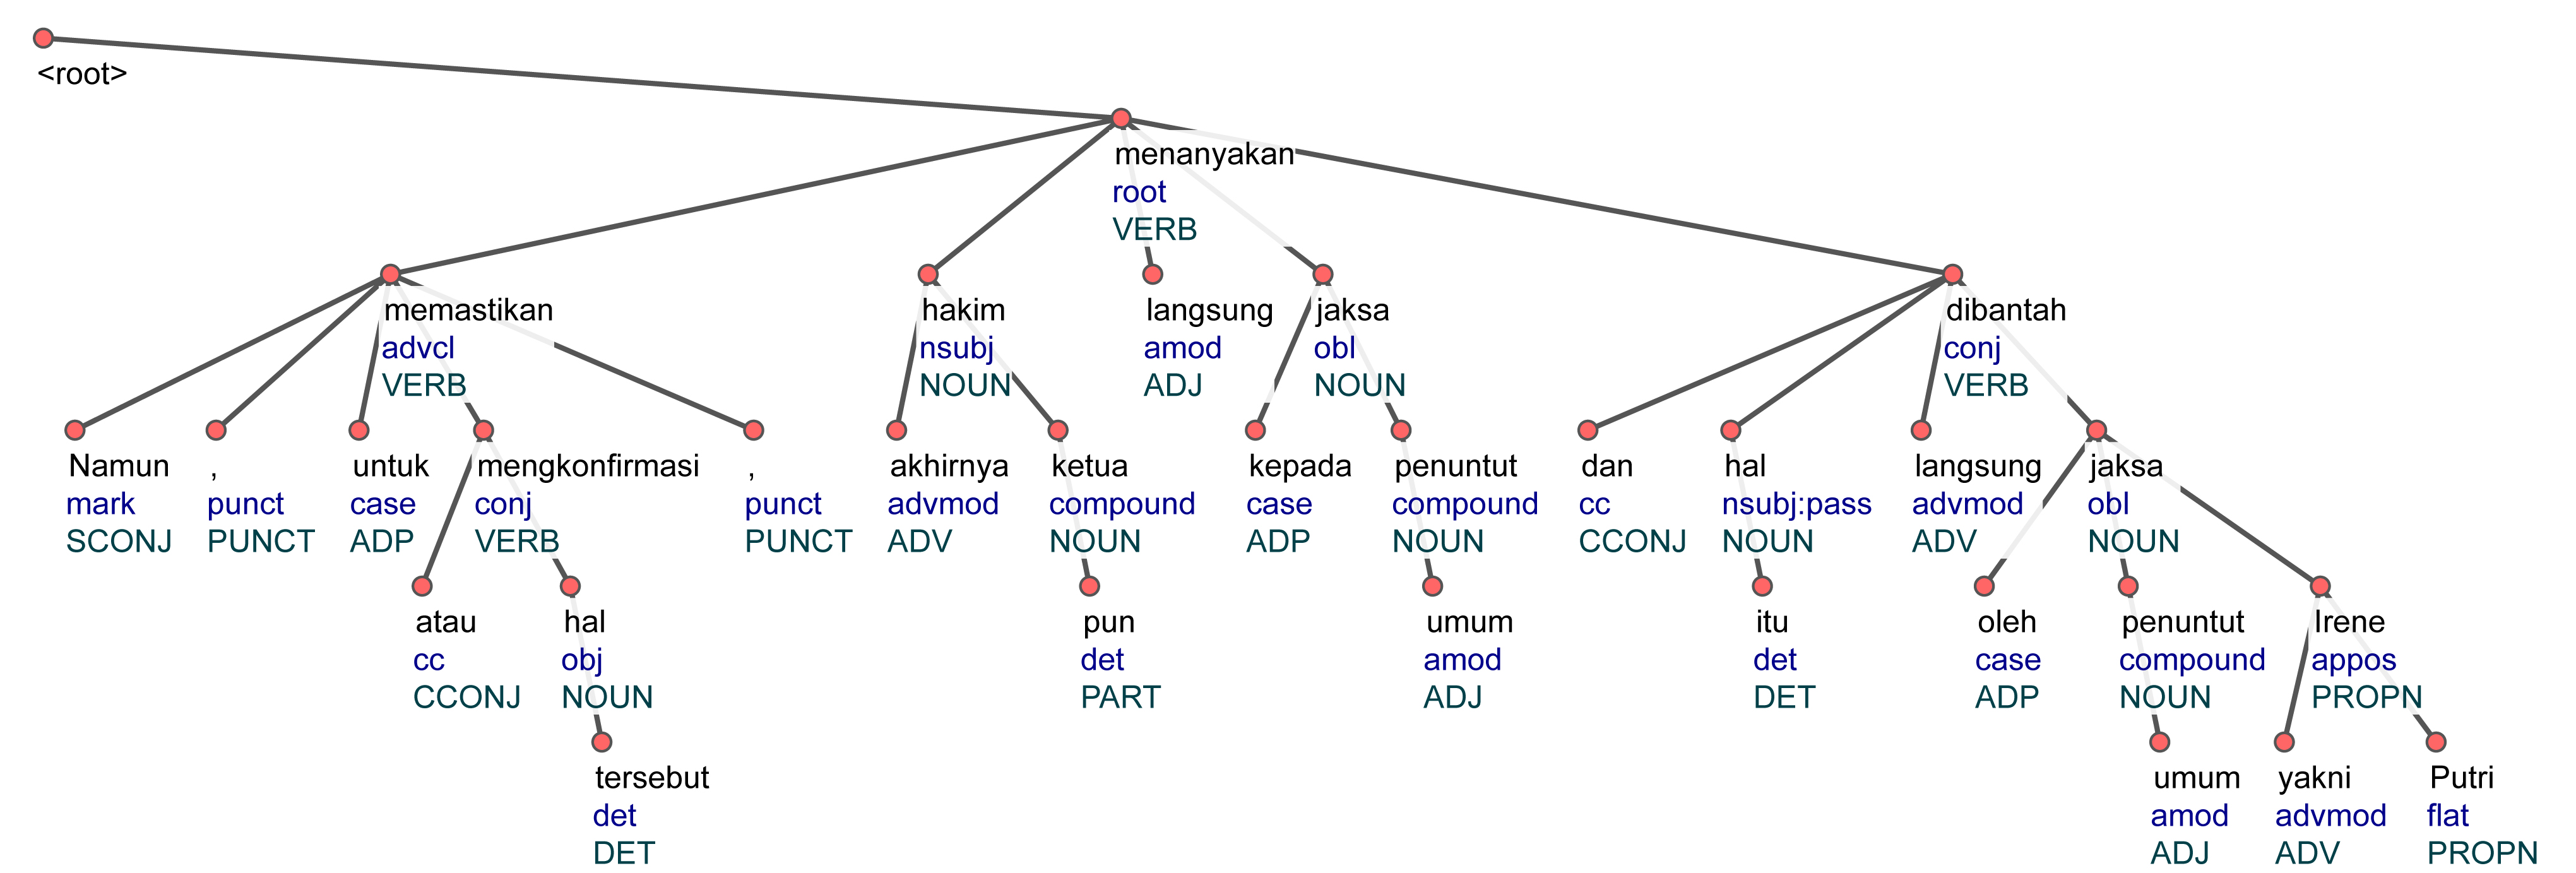 <root>
menanyakan
root
VERB
memastikan hakim langsung jaksa dibantah
advcl nsubj amod obl conj
VERB NOUN ADJ NOUN VERB
Namun , untuk mengkonfirmasi , akhirnya ketua kepada penuntut dan hal langsung jaksa
mark punct case conj punct advmod compound case compound cc nsubj:pass advmod obl
SCONJ PUNCT ADP VERB PUNCT ADV NOUN ADP NOUN CCONJ NOUN ADV NOUN
atau hal pun umum itu oleh penuntut Irene
cc obj det amod det case compound appos
CCONJ NOUN PART ADJ DET ADP NOUN PROPN
tersebut umum yakni Putri
det amod advmod flat
DET ADJ ADV PROPN